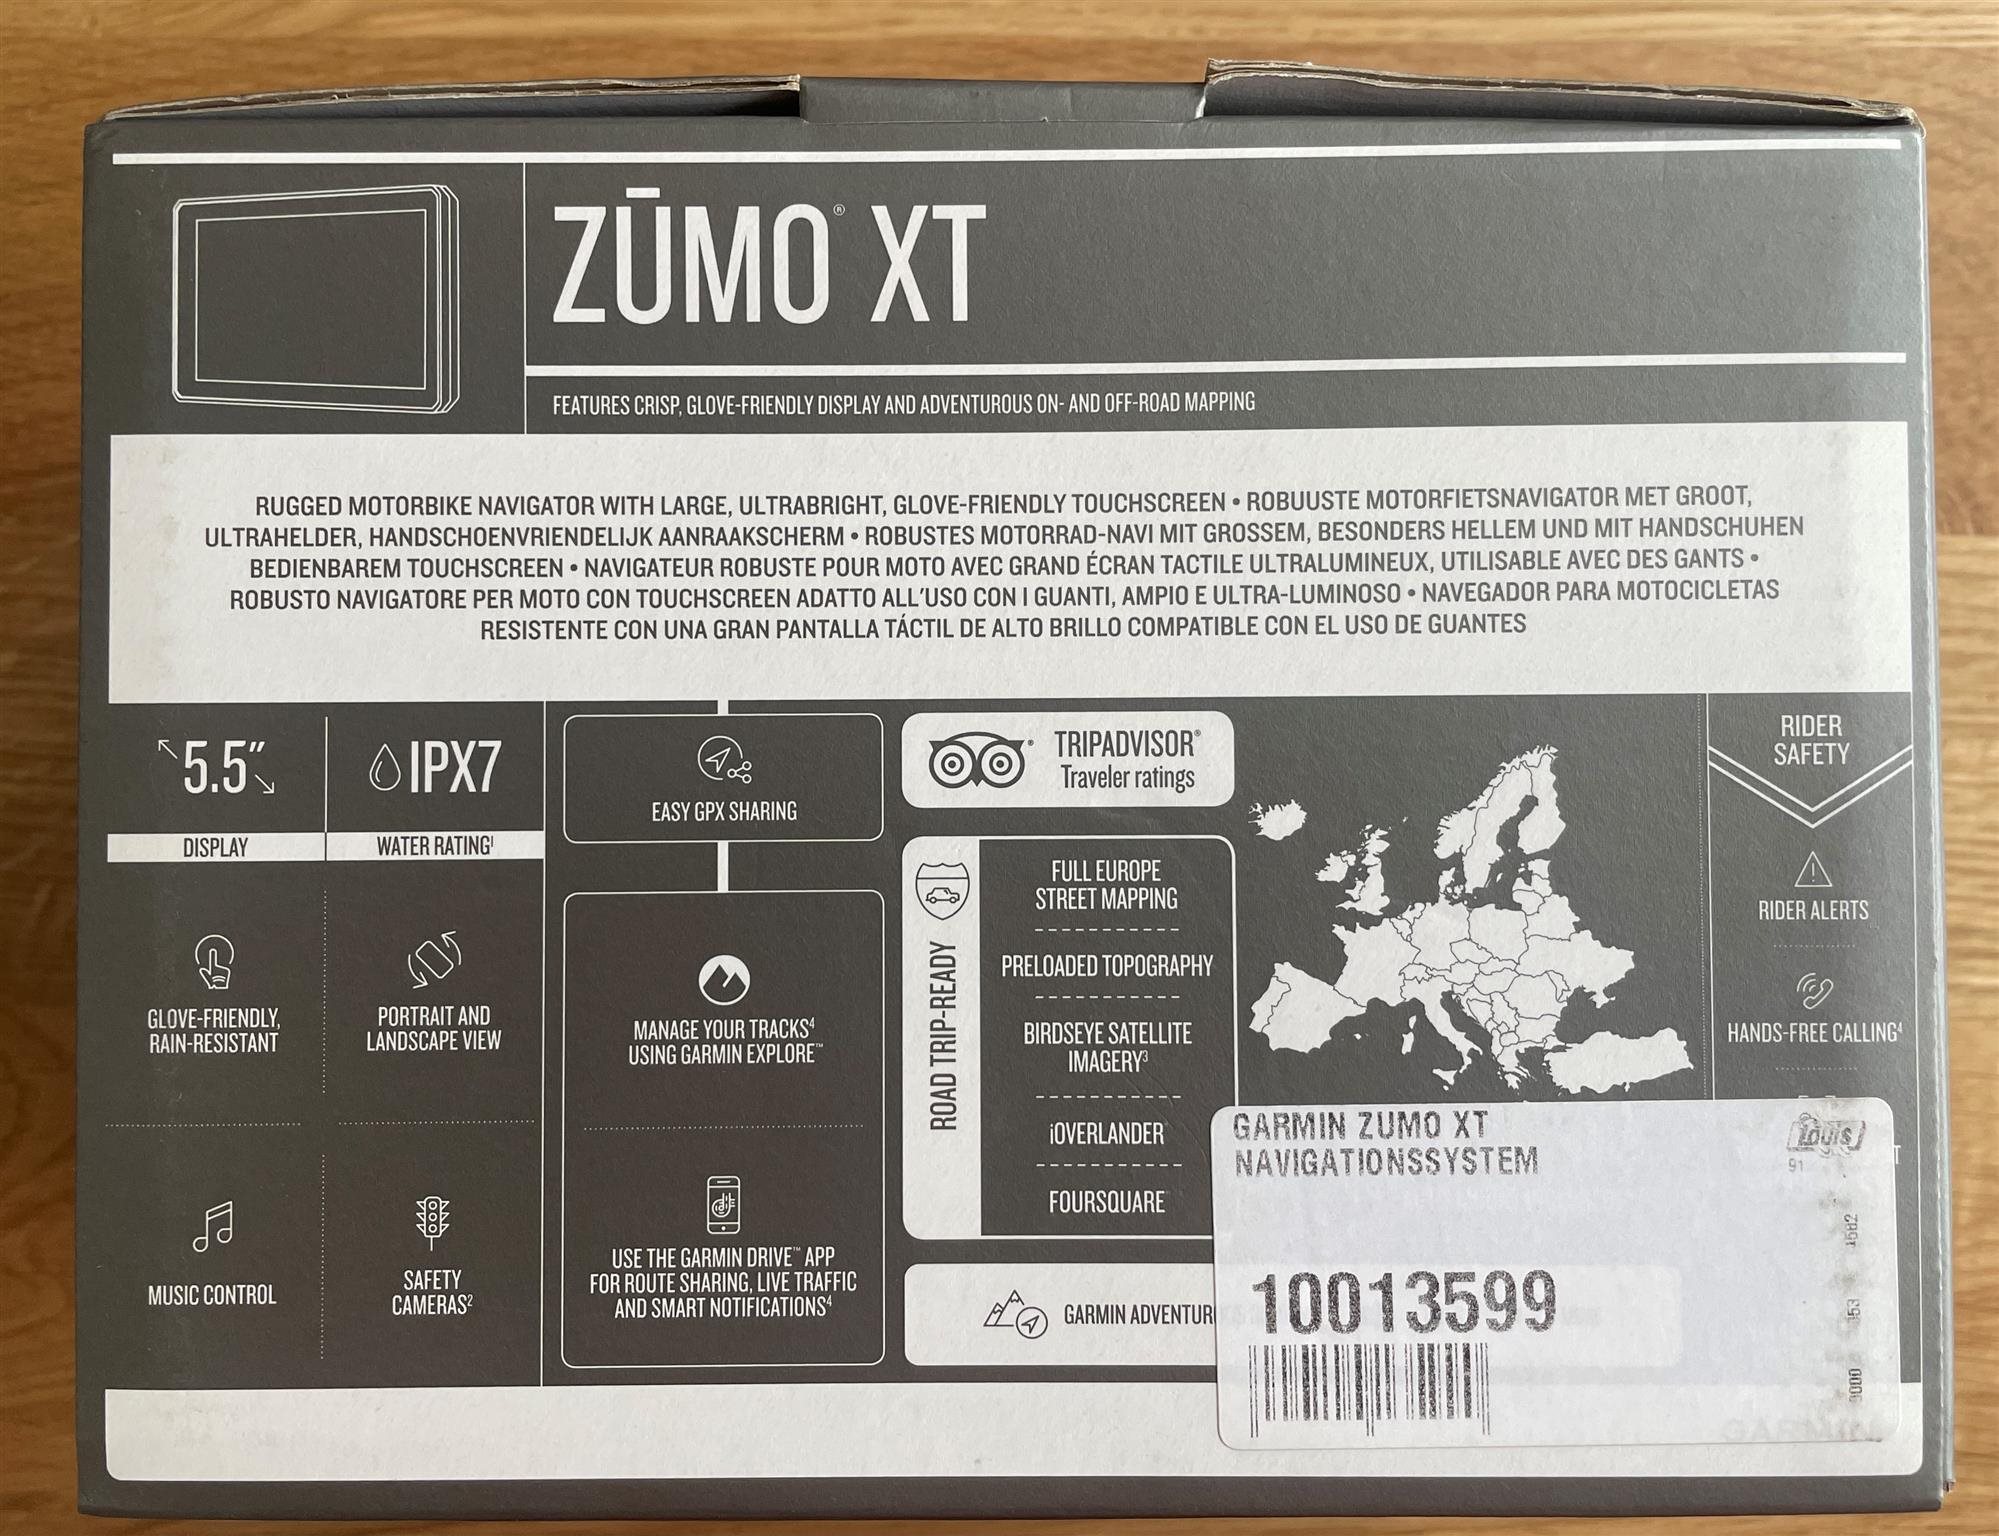 ZŪMO® XT
FEATURES CRISP, GLOVE-FRIENDLY DISPLAY AND ADVENTUROUS ON- AND OFF-ROAD MAPPING
RUGGED MOTORBIKE NAVIGATOR WITH LARGE, ULTRABRIGHT, GLOVE-FRIENDLY TOUCHSCREEN • ROBUUSTE MOTORFIETSNAVIGATOR MET GROOT,
ULTRAHELDER, HANDSCHOENVRIENDELIJK AANRAAKSCHERM • ROBUSTES MOTORRAD-NAVI MIT GROSSEM, BESONDERS HELLEM UND MIT HANDSCHUHEN
BEDIENBAREM TOUCHSCREEN • NAVIGATEUR ROBUSTE POUR MOTO AVEC GRAND ÉCRAN TACTILE ULTRALUMINEUX, UTILISABLE AVEC DES GANTS •
ROBUSTO NAVIGATORE PER MOTO CON TOUCHSCREEN ADATTO ALL'USO CON I GUANTI, AMPIO E ULTRA-LUMINOSO • NAVEGADOR PARA MOTOCICLETAS
RESISTENTE CON UNA GRAN PANTALLA TÁCTIL DE ALTO BRILLO COMPATIBLE CON EL USO DE GUANTES
5.5"
DISPLAY
IPX7
WATER RATING¹
GLOVE-FRIENDLY,
RAIN-RESISTANT
PORTRAIT AND
LANDSCAPE VIEW
MUSIC CONTROL
SAFETY
CAMERAS²
EASY GPX SHARING
MANAGE YOUR TRACKS⁴
USING GARMIN EXPLORE™
USE THE GARMIN DRIVE™ APP
FOR ROUTE SHARING, LIVE TRAFFIC
AND SMART NOTIFICATIONS⁴
TRIPADVISOR®
Traveler ratings
ROAD TRIP-READY
FULL EUROPE
STREET MAPPING
PRELOADED TOPOGRAPHY
BIRDSEYE SATELLITE
IMAGERY³
iOVERLANDER
FOURSQUARE
GARMIN ADVENTUR
RIDER
SAFETY
RIDER ALERTS
HANDS-FREE CALLING⁴
T
GARMIN ZUMO XT
NAVIGATIONSSYSTEM
Louis
91
10013599
1582
153
0000